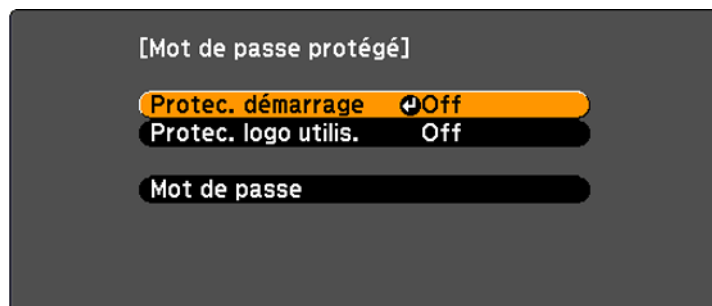 [Mot de passe protégé]
Protec. démarrage Off
Protec. logo utilis. Off
Mot de passe